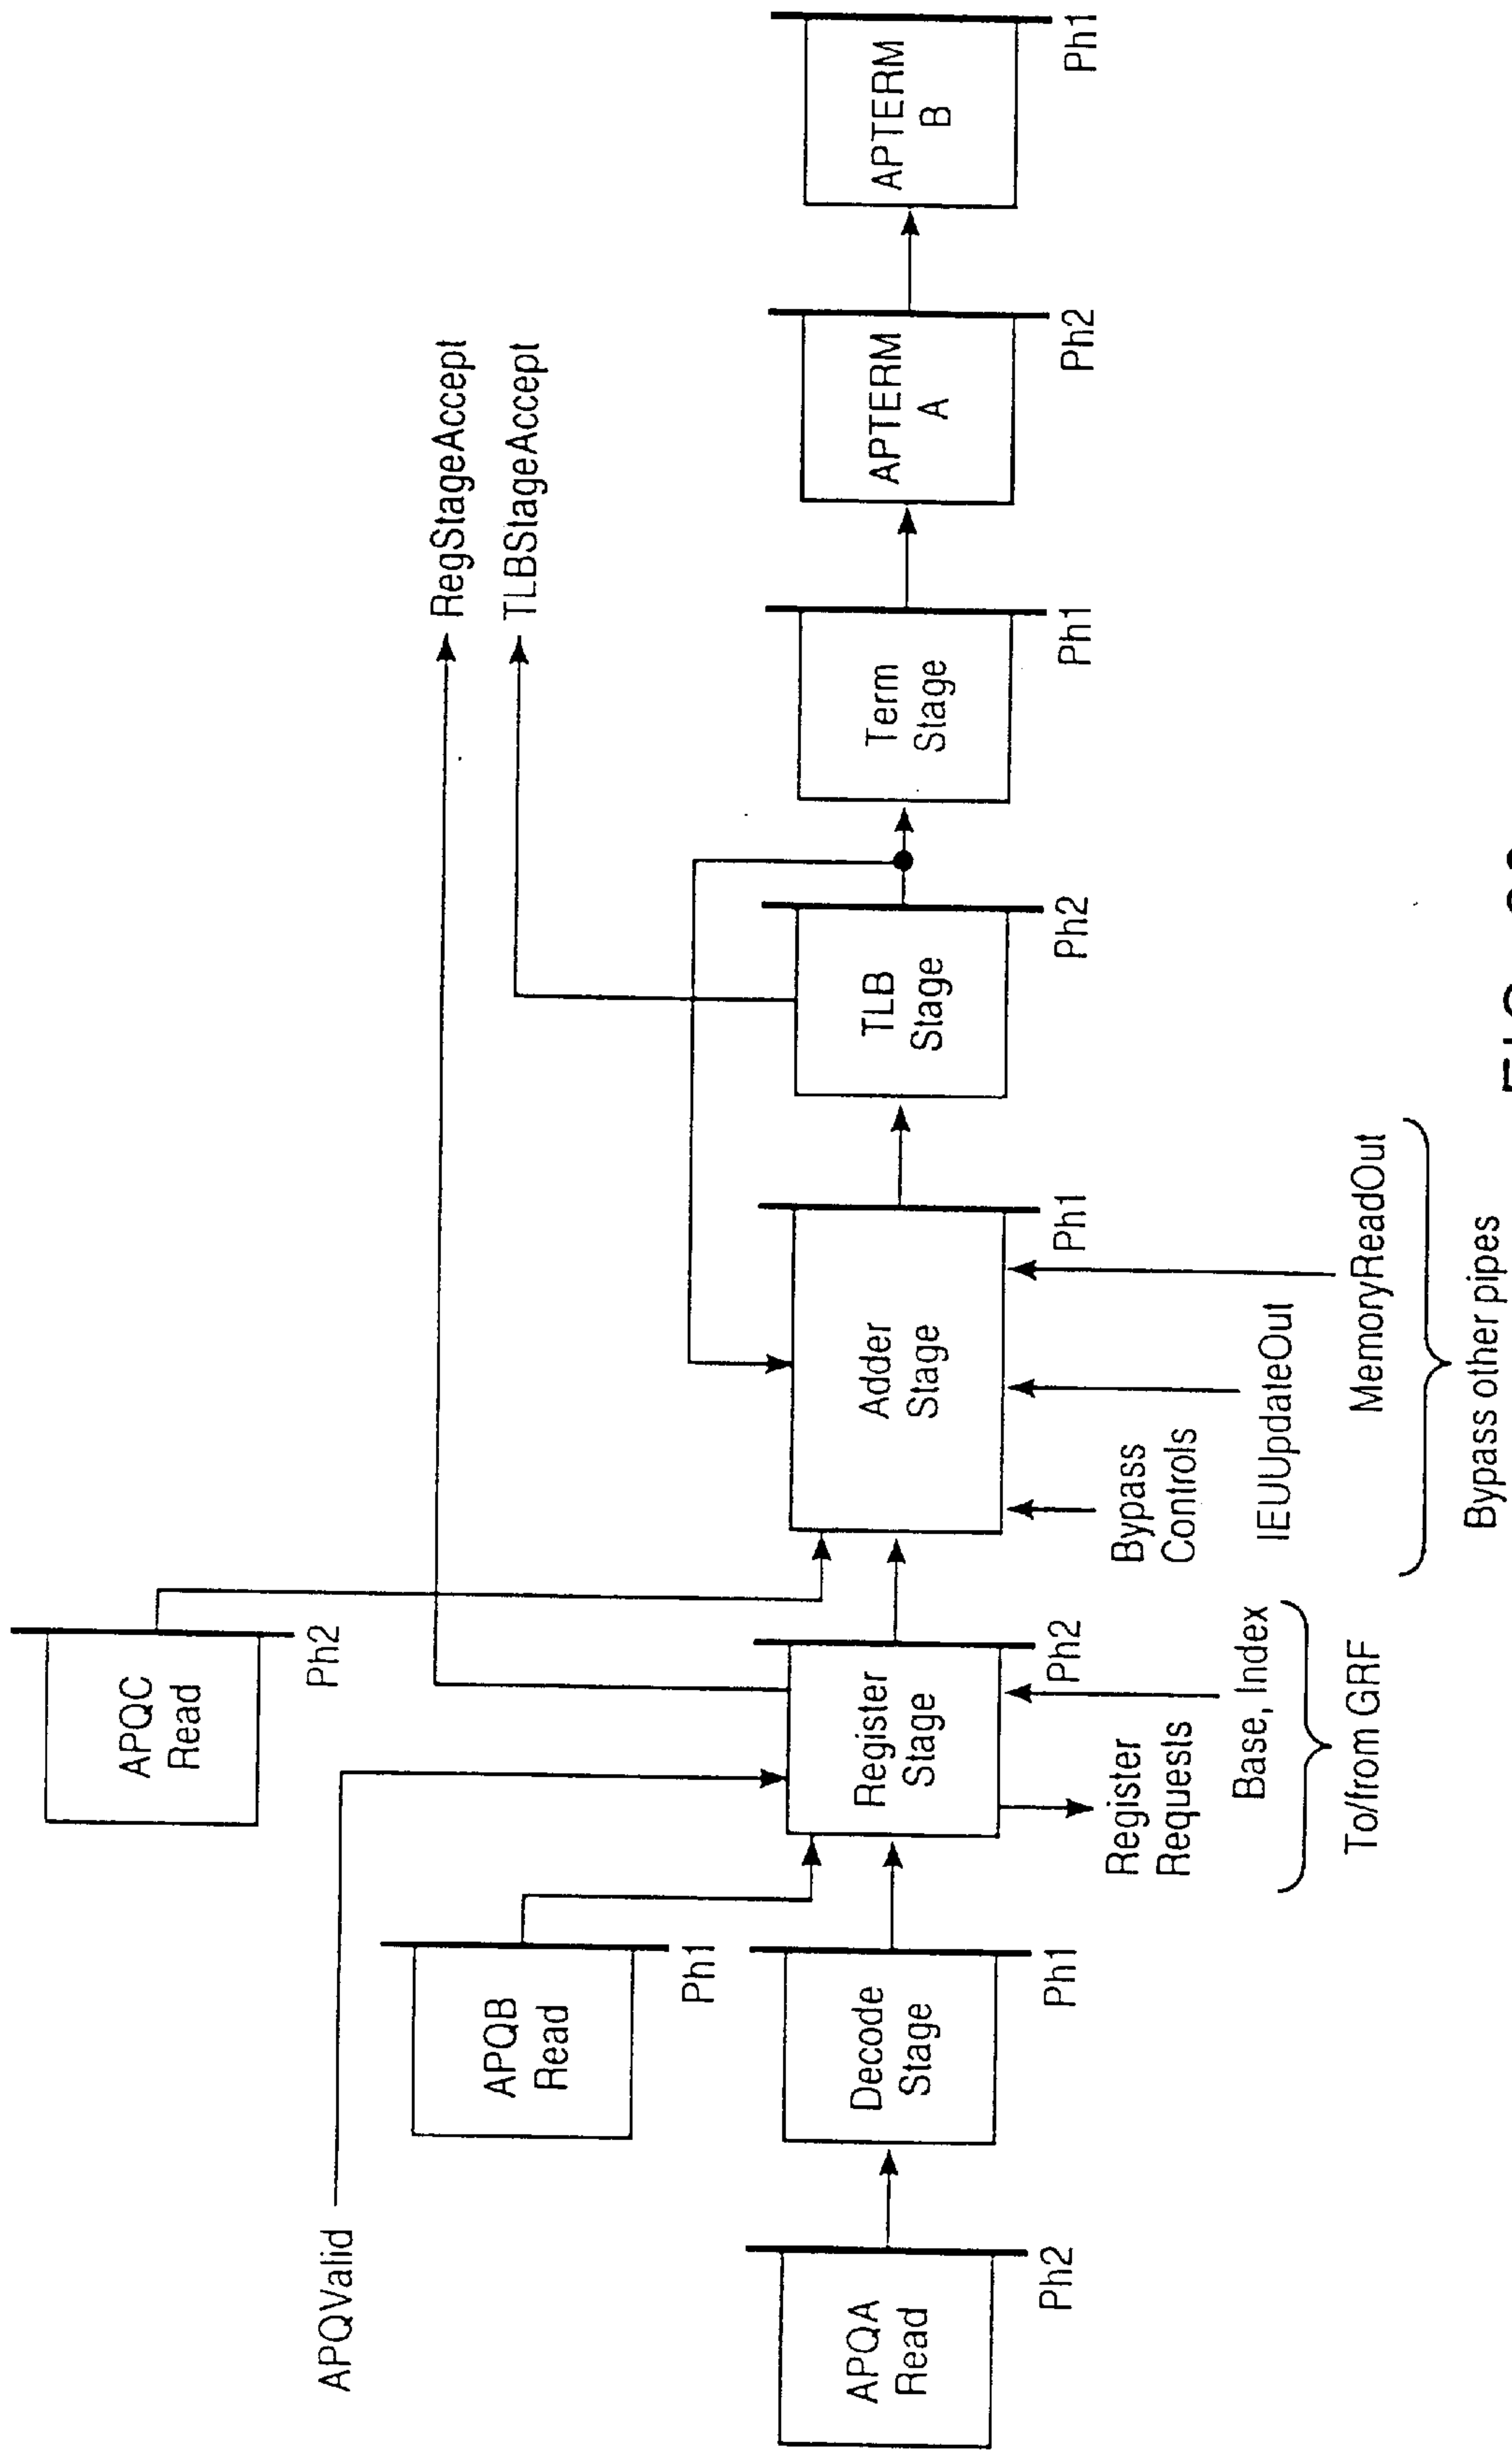 APQC
Read
Ph2
APQValid
RegStageAccept
TLBStageAccept
APQB
Read
Ph1
APQA
Read
Ph2
Decode
Stage
Ph1
Register
Stage
Ph2
Adder
Stage
Ph1
TLB
Stage
Ph2
Term
Stage
Ph1
APTERM
A
Ph2
APTERM
B
Ph1
Register
Requests
Base, Index
To/from GRF
Bypass
Controls
IEUUpdateOut
MemoryReadOut
Bypass other pipes